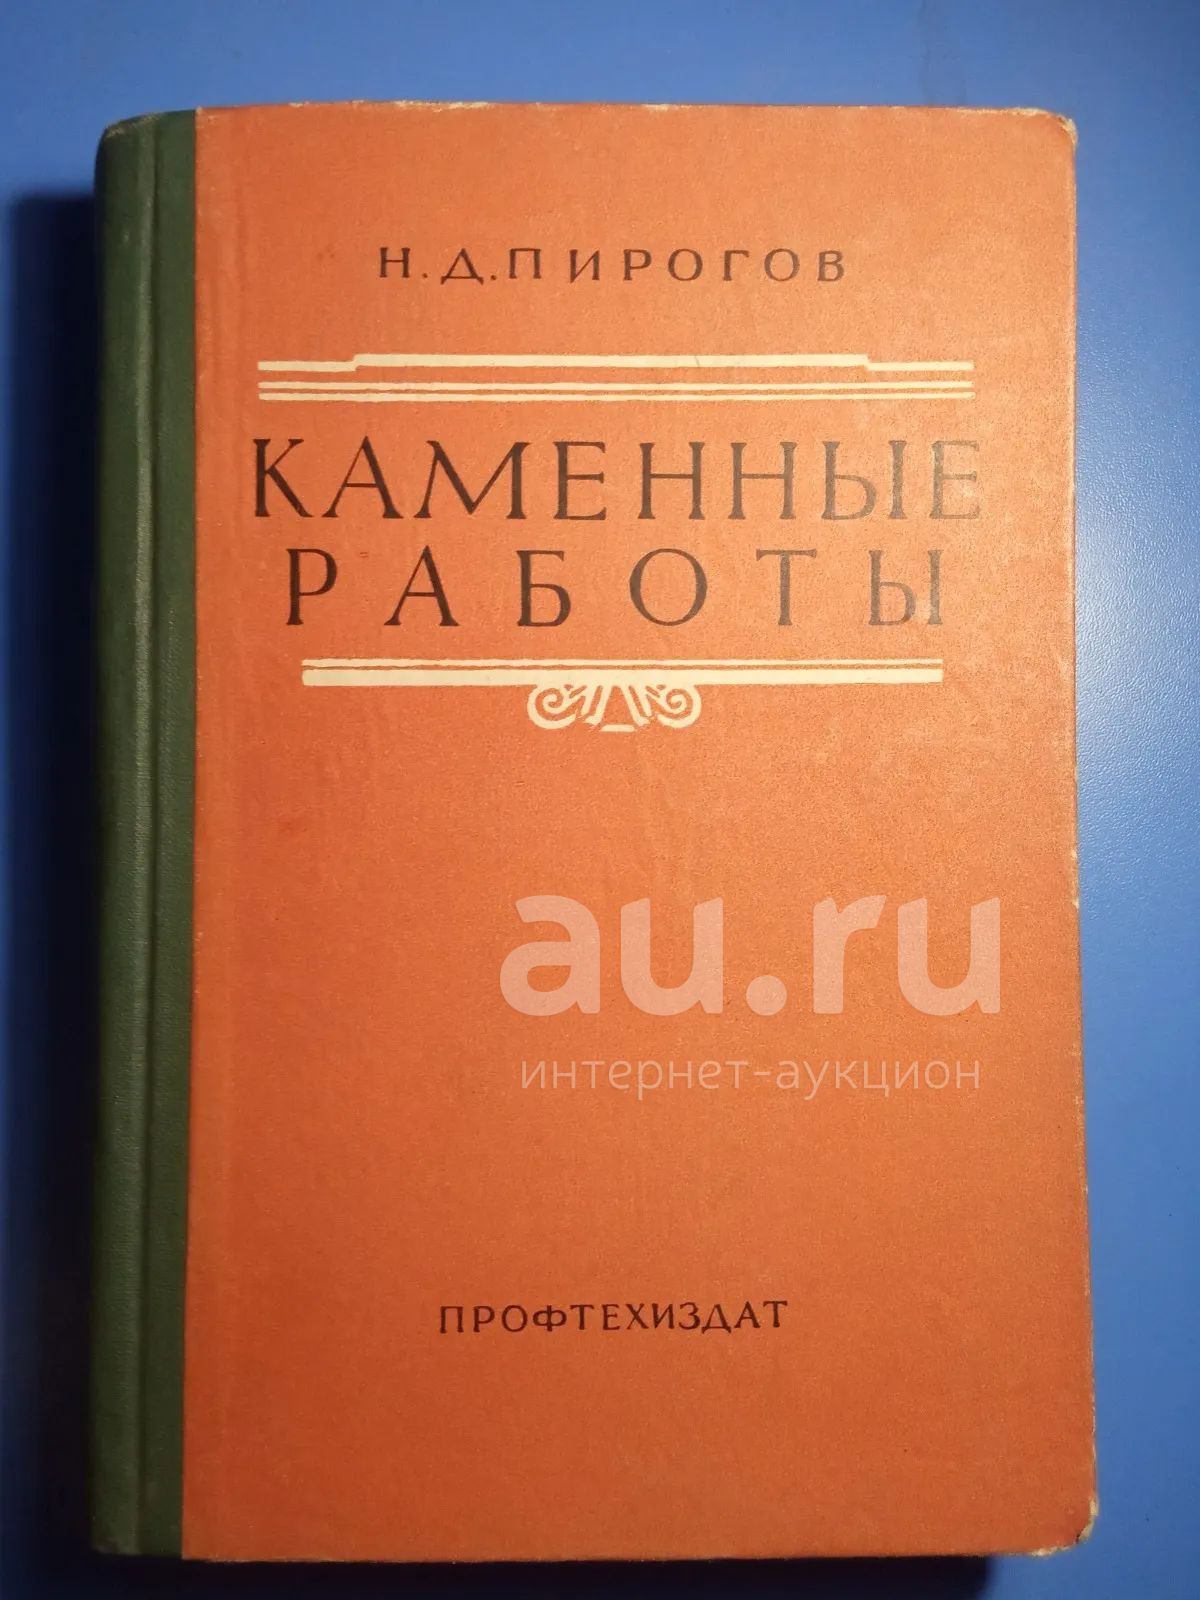 Н. Д. ПИРОГОВ
КАМЕННЫЕ
РАБОТЫ
au.ru
интернет-аукцион
ПРОФТЕХИЗДАТ